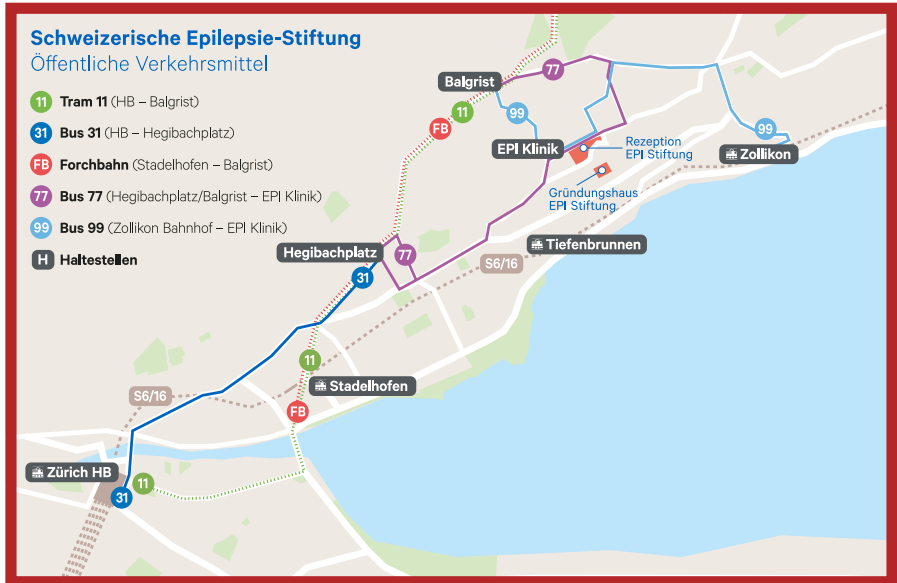 Schweizerische Epilepsie-Stiftung
Öffentliche Verkehrsmittel
11 Tram 11 (HB – Balgrist)
31 Bus 31 (HB – Hegibachplatz)
FB Forchbahn (Stadelhofen – Balgrist)
77 Bus 77 (Hegibachplatz/Balgrist – EPI Klinik)
99 Bus 99 (Zollikon Bahnhof – EPI Klinik)
H Haltestellen
Balgrist
77
99
11
FB
EPI Klinik
Rezeption
EPI Stiftung
99
Zollikon
Gründungshaus
EPI Stiftung
Hegibachplatz
77
Tiefenbrunnen
S6/16
31
11
Stadelhofen
S6/16
FB
Zürich HB
11
31